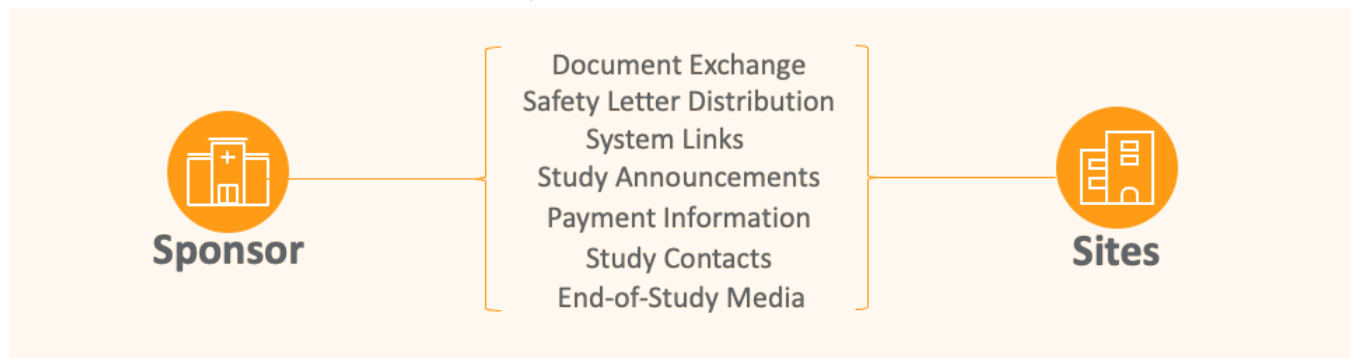 Document Exchange
Safety Letter Distribution
System Links
Study Announcements
Payment Information
Study Contacts
End-of-Study Media
Sponsor
Sites